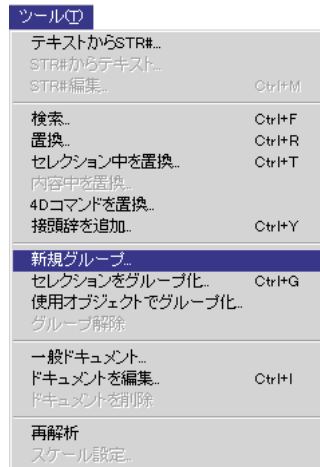 ツール(T)
テキストからSTR#...
STR#からテキスト...
STR#編集... Ctrl+M
検索... Ctrl+F
置換... Ctrl+R
セレクション中を置換... Ctrl+T
内容中を置換...
4Dコマンドを置換...
接頭辞を追加... Ctrl+Y
新規グループ...
セレクションをグループ化... Ctrl+G
使用オブジェクトでグループ化...
グループ解除
一般ドキュメント...
ドキュメントを編集... Ctrl+I
ドキュメントを削除
再解析
スケール設定...